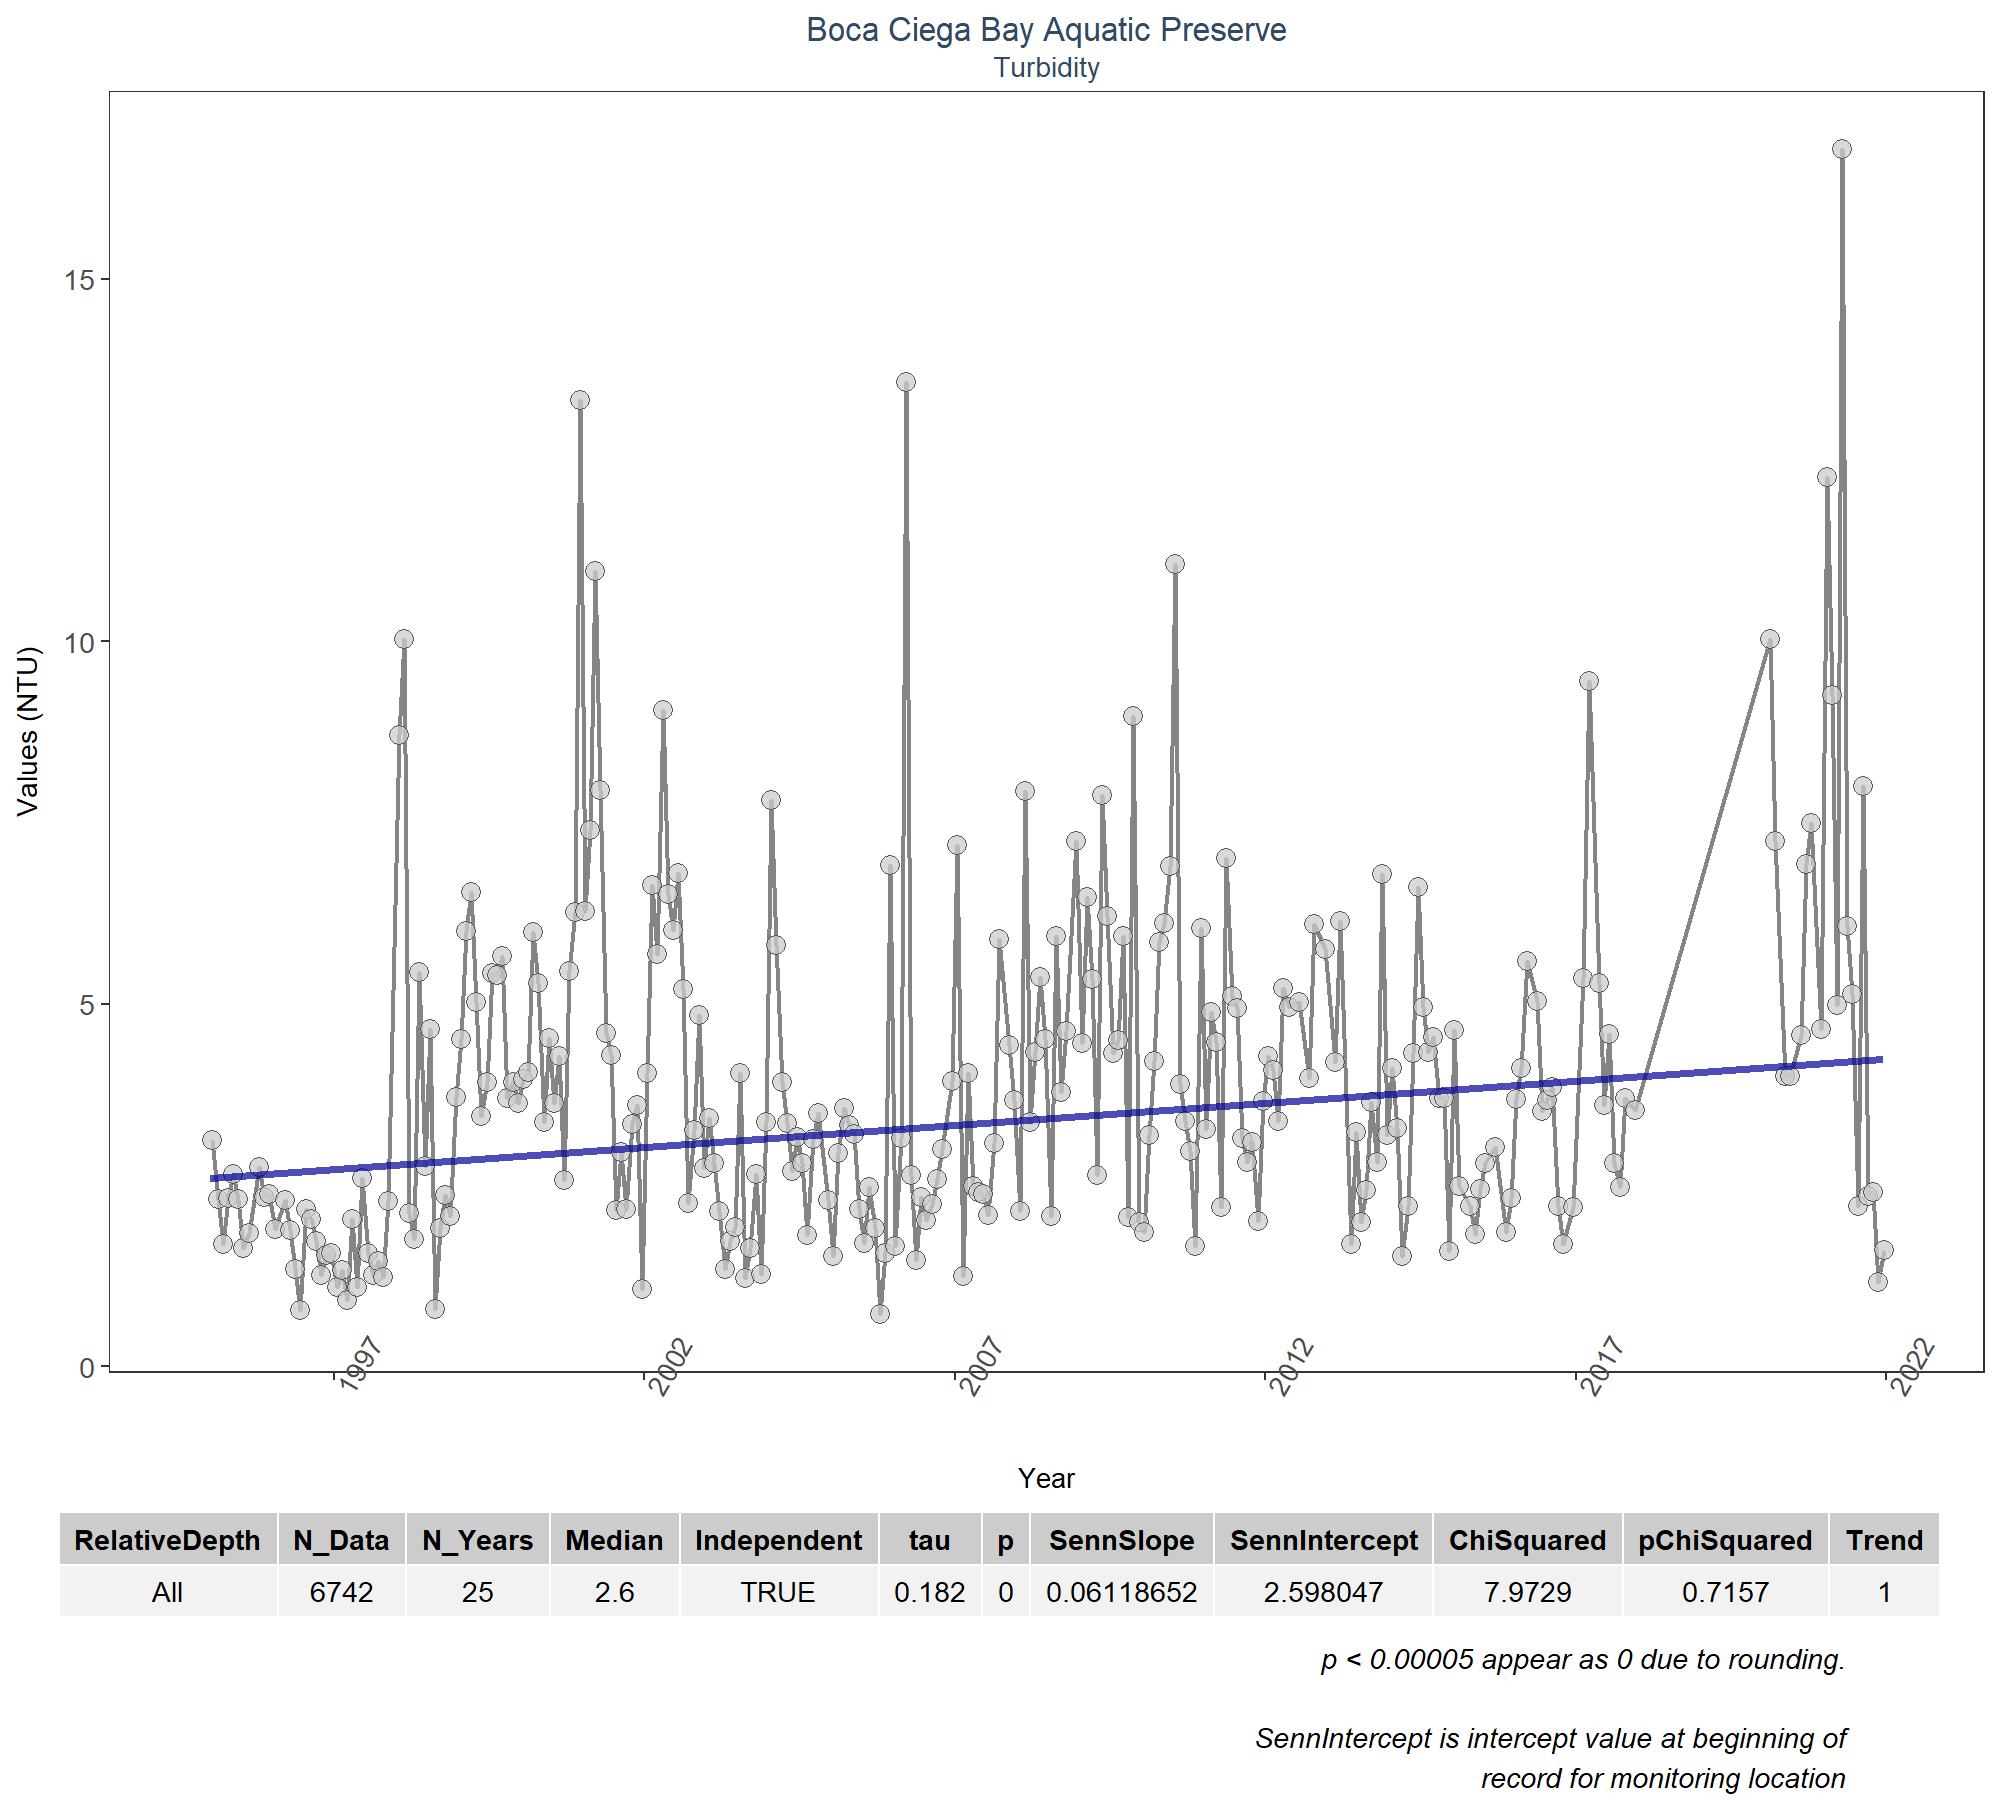 Boca Ciega Bay Aquatic Preserve
Turbidity
Values (NTU)
15
10
5
0
1997
2002
2007
2012
2017
2022
Year
RelativeDepth N_Data N_Years Median Independent tau p SennSlope SennIntercept ChiSquared pChiSquared Trend
All 6742 25 2.6 TRUE 0.182 0 0.06118652 2.598047 7.9729 0.7157 1
p < 0.00005 appear as 0 due to rounding.
SennIntercept is intercept value at beginning of
record for monitoring location